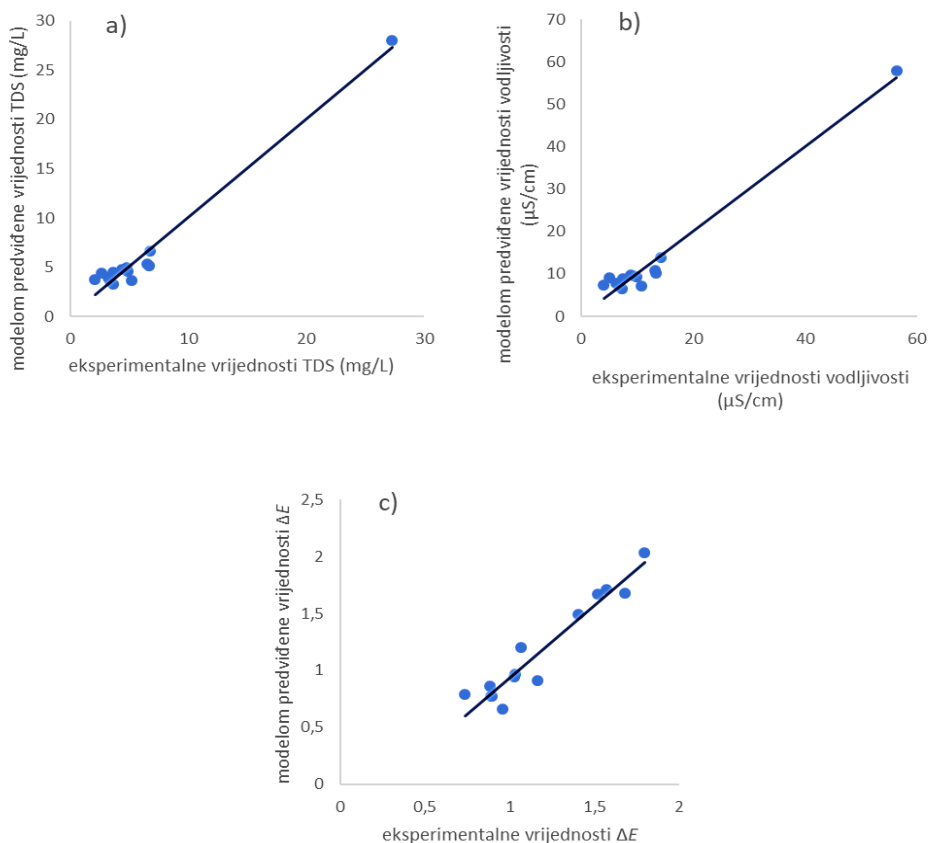 a)
modelom predviđene vrijednosti TDS (mg/L)
30
25
20
15
10
5
0
0 10 20 30
eksperimentalne vrijednosti TDS (mg/L)
b)
modelom predviđene vrijednosti vodljivosti
(µS/cm)
70
60
50
40
30
20
10
0
0 20 40 60
eksperimentalne vrijednosti vodljivosti
(µS/cm)
c)
modelom predviđene vrijednosti ΔE
2,5
2
1,5
1
0,5
0
0 0,5 1 1,5 2
eksperimentalne vrijednosti ΔE